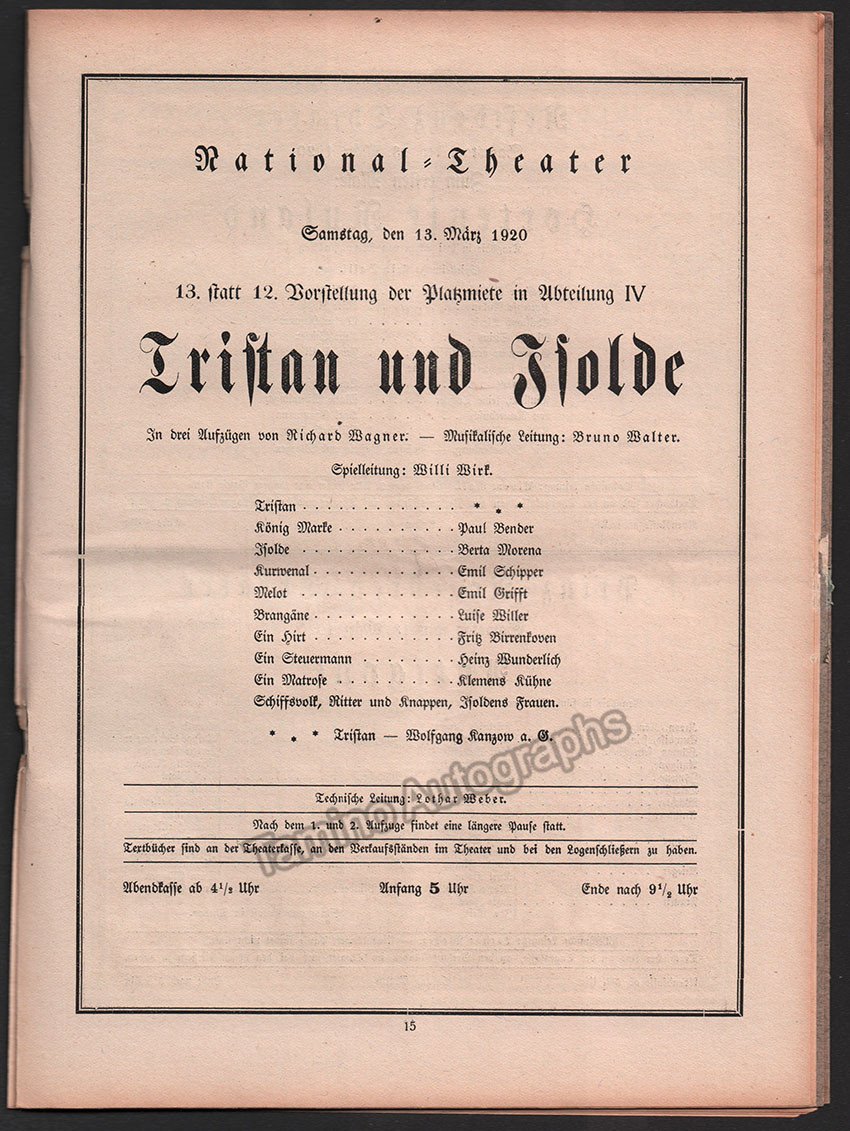 National-Theater
Samstag, den 13. März 1920
13. statt 12. Vorstellung der Platzmiete in Abteilung IV
Tristan und Isolde
In drei Aufzügen von Richard Wagner. — Musikalische Leitung: Bruno Walter.
Spielleitung: Willi Wirk.
Tristan . . . . . . . . . . . . . . * * *
König Marke . . . . . . . . . . . Paul Bender
Isolde . . . . . . . . . . . . . . Berta Morena
Kurwenal . . . . . . . . . . . . . Emil Schipper
Melot . . . . . . . . . . . . . . Emil Grifft
Brangäne . . . . . . . . . . . . . Luise Willer
Ein Hirt . . . . . . . . . . . . . Fritz Birrenkoven
Ein Steuermann . . . . . . . . . . Heinz Wunderlich
Ein Matrose . . . . . . . . . . . Klemens Kühne
Schiffsvolk, Ritter und Knappen, Isoldens Frauen.
* * * Tristan — Wolfgang Kanzow a. G.
Tamino Autographs
Technische Leitung: Lothar Weber.
Nach dem 1. und 2. Aufzuge findet eine längere Pause statt.
Textbücher sind an der Theaterkasse, an den Verkaufsständen im Theater und bei den Logenschließern zu haben.
Abendkasse ab 4½ Uhr Anfang 5 Uhr Ende nach 9½ Uhr
15